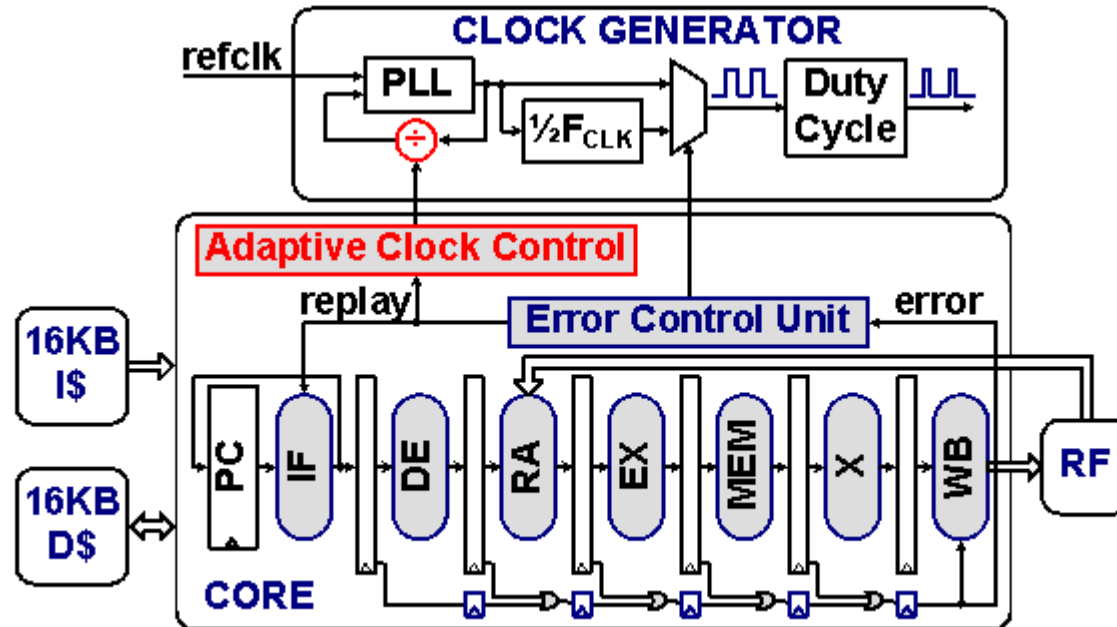 CLOCK GENERATOR
refclk
PLL
÷
½FCLK
Duty
Cycle
Adaptive Clock Control
replay
Error Control Unit
error
16KB
I$
16KB
D$
PC
IF
DE
RA
EX
MEM
X
WB
RF
CORE